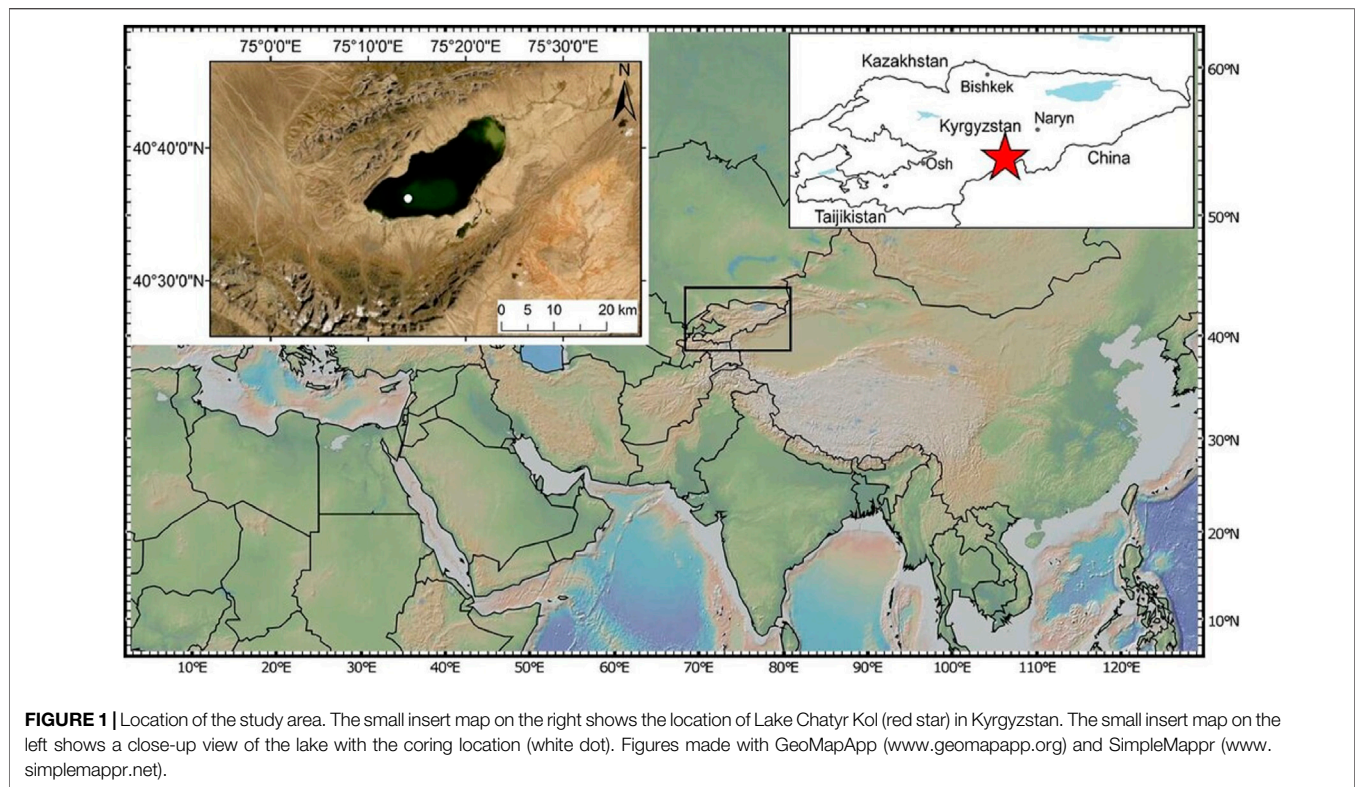 75°0'0"E 75°10'0"E 75°20'0"E 75°30'0"E
N
40°40'0"N
40°30'0"N
0 5 10 20 km
Kazakhstan
Bishkek
Kyrgyzstan
Naryn
Osh
China
Taijikistan
60°N
50°N
40°N
30°N
20°N
10°N
10°E 20°E 30°E 40°E 50°E 60°E 70°E 80°E 90°E 100°E 110°E 120°E
FIGURE 1 | Location of the study area. The small insert map on the right shows the location of Lake Chatyr Kol (red star) in Kyrgyzstan. The small insert map on the
left shows a close-up view of the lake with the coring location (white dot). Figures made with GeoMapApp (www.geomapapp.org) and SimpleMappr (www.
simplemappr.net).